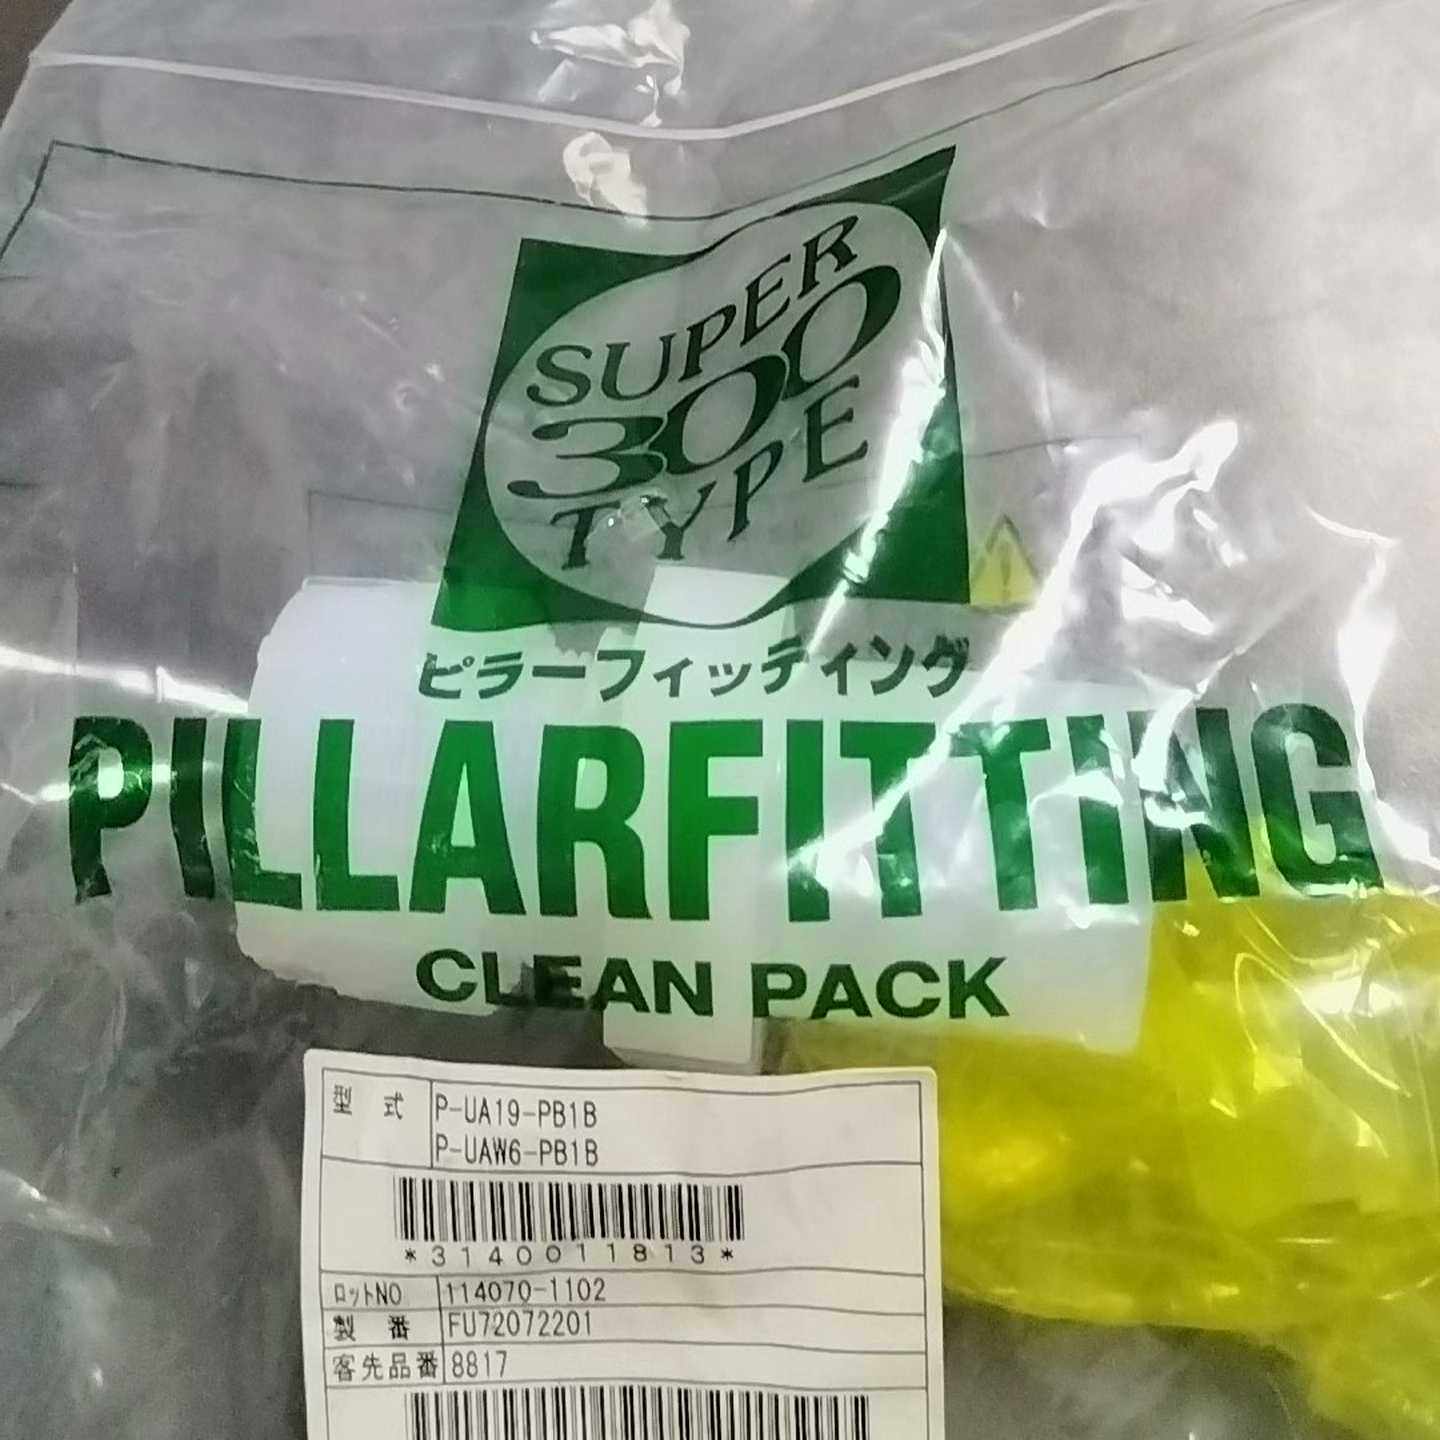 SUPER
300
TYPE
ピラーフィッティング
PILLARFITTING
CLEAN PACK
型 式 P-UA19-PB1B
P-UAW6-PB1B
*3140011813*
ロットNO 114070-1102
製 番 FU72072201
客先品番 8817